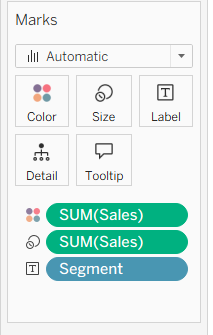 Marks
Automatic
Color Size Label
Detail Tooltip
SUM(Sales)
SUM(Sales)
T Segment